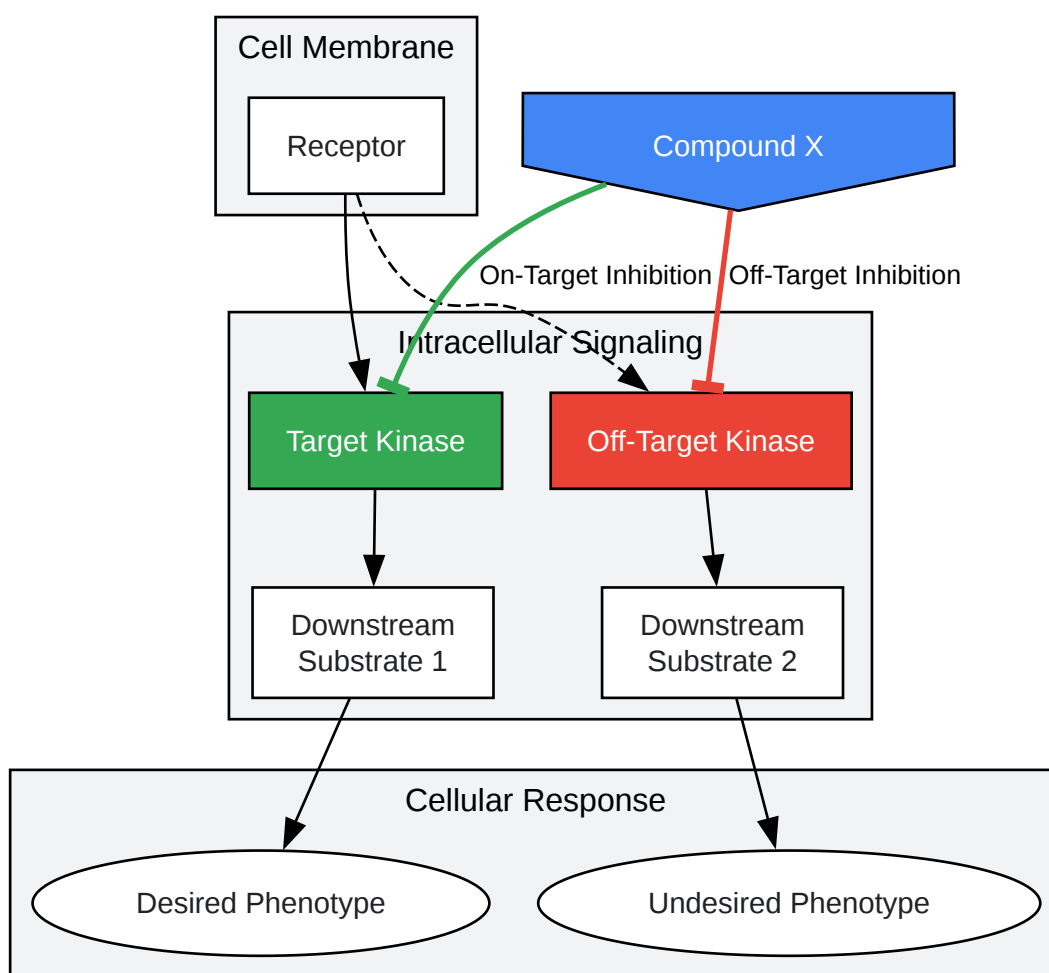 Cell Membrane
Receptor
Compound X
On-Target Inhibition
Off-Target Inhibition
Intracellular Signaling
Target Kinase
Off-Target Kinase
Downstream
Substrate 1
Downstream
Substrate 2
Cellular Response
Desired Phenotype
Undesired Phenotype